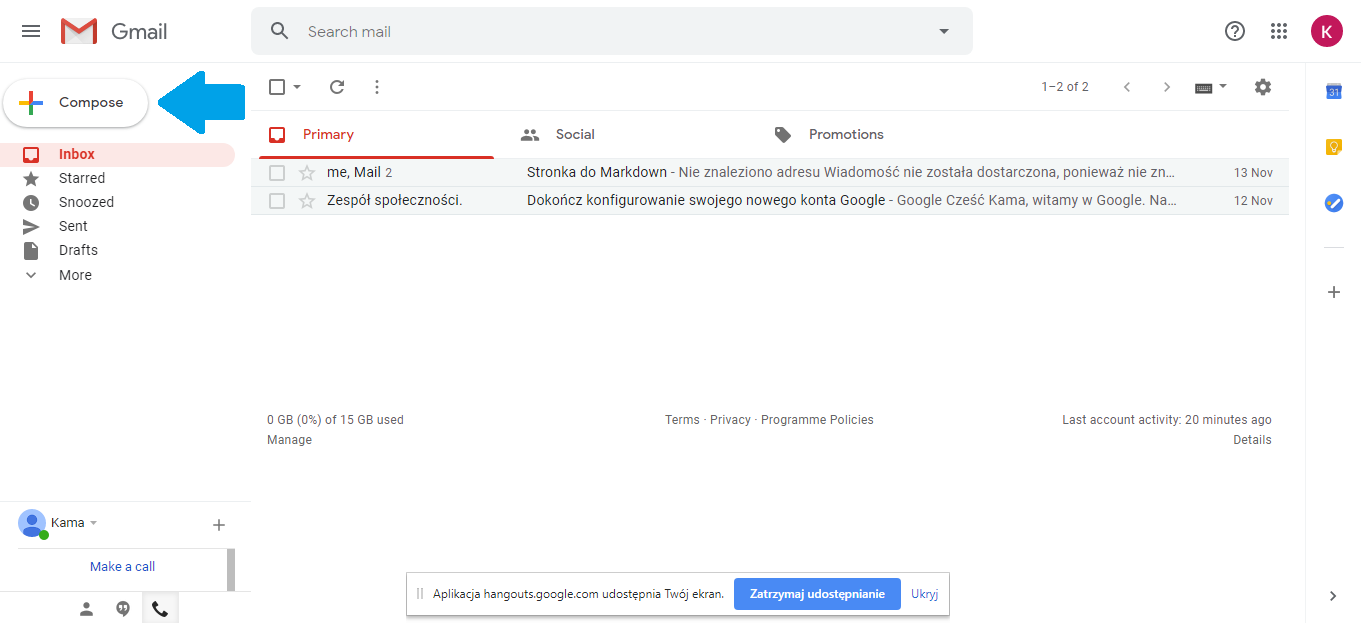 Gmail
Search mail
K
Compose
1–2 of 2
31
Primary
Social
Promotions
Inbox
Starred
Snoozed
Sent
Drafts
More
me, Mail 2 Stronka do Markdown - Nie znaleziono adresu Wiadomość nie została dostarczona, ponieważ nie zn… 13 Nov
Zespół społeczności. Dokończ konfigurowanie swojego nowego konta Google - Google Cześć Kama, witamy w Google. Na… 12 Nov
0 GB (0%) of 15 GB used
Manage
Terms · Privacy · Programme Policies
Last account activity: 20 minutes ago
Details
Kama
Make a call
Aplikacja hangouts.google.com udostępnia Twój ekran.
Zatrzymaj udostępnianie
Ukryj